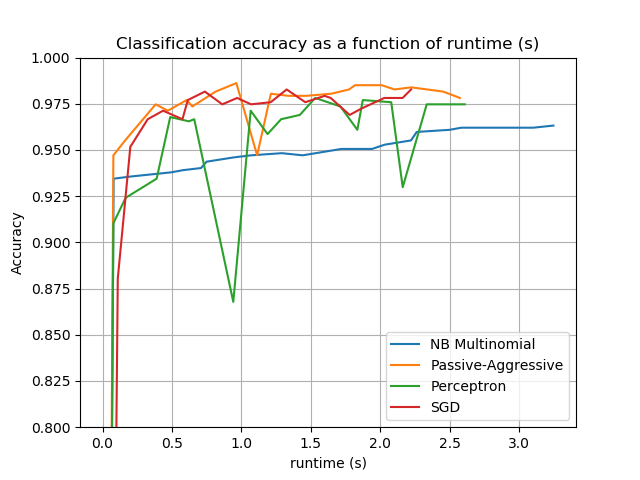 Classification accuracy as a function of runtime (s)
1.000
0.975
0.950
0.925
0.900
0.875
0.850
0.825
0.800
Accuracy
NB Multinomial
Passive-Aggressive
Perceptron
SGD
0.0 0.5 1.0 1.5 2.0 2.5 3.0
runtime (s)